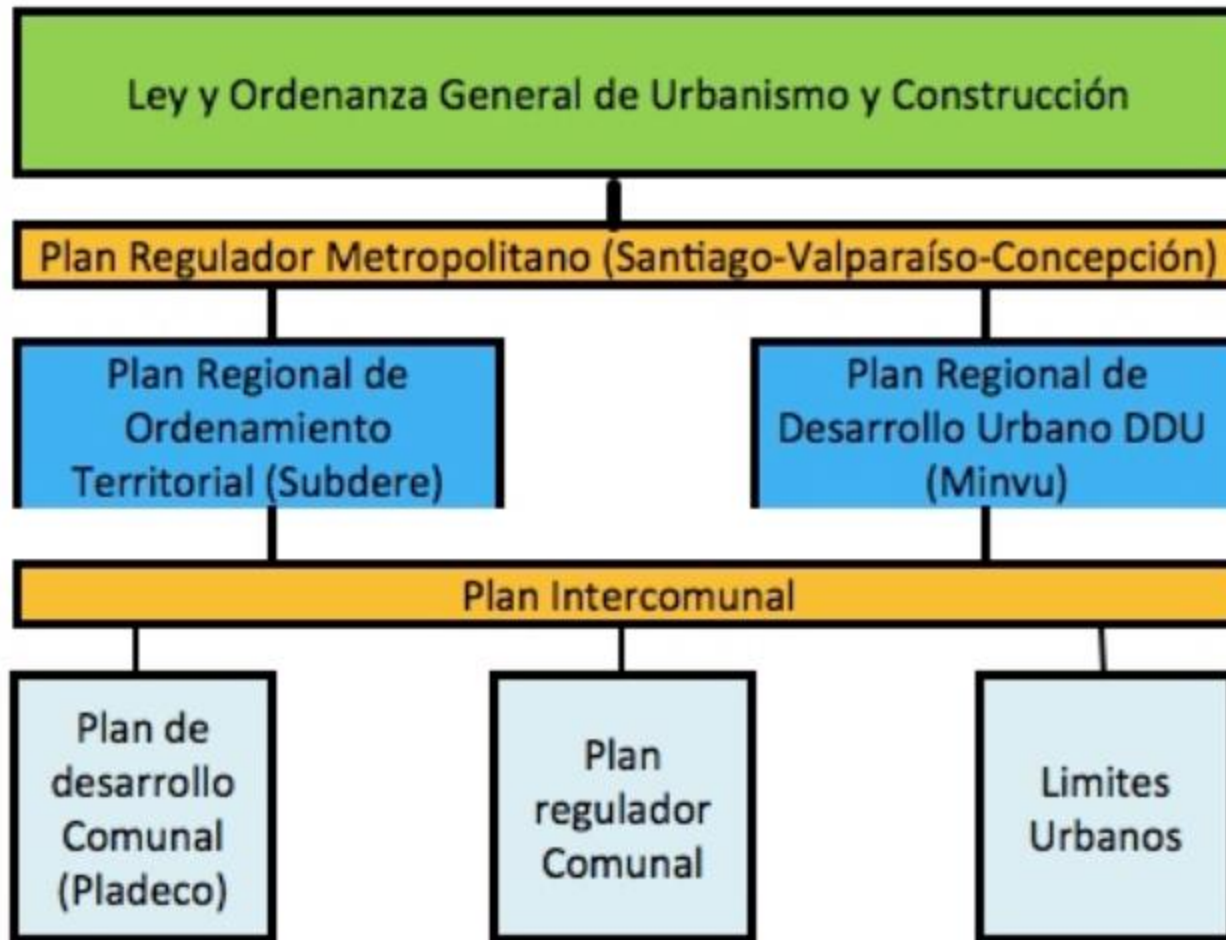 Ley y Ordenanza General de Urbanismo y Construcción
Plan Regulador Metropolitano (Santiago-Valparaíso-Concepción)
Plan Regional de
Ordenamiento
Territorial (Subdere)
Plan Regional de
Desarrollo Urbano DDU
(Minvu)
Plan Intercomunal
Plan de
desarrollo
Comunal
(Pladeco)
Plan
regulador
Comunal
Limites
Urbanos